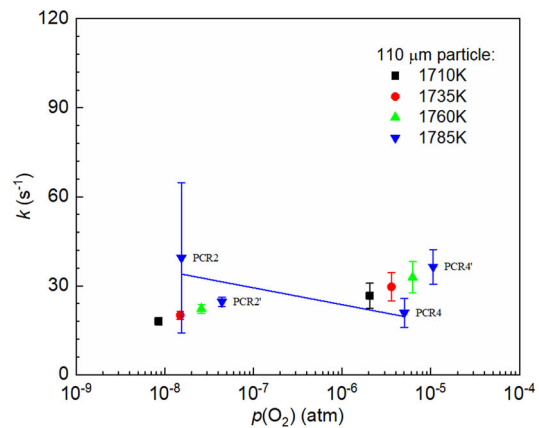 120
90
60
30
0
k (s⁻¹)
110 μm particle:
1710K
1735K
1760K
1785K
PCR2
PCR2'
PCR4'
PCR4
10⁻⁹ 10⁻⁸ 10⁻⁷ 10⁻⁶ 10⁻⁵ 10⁻⁴
p(O₂) (atm)